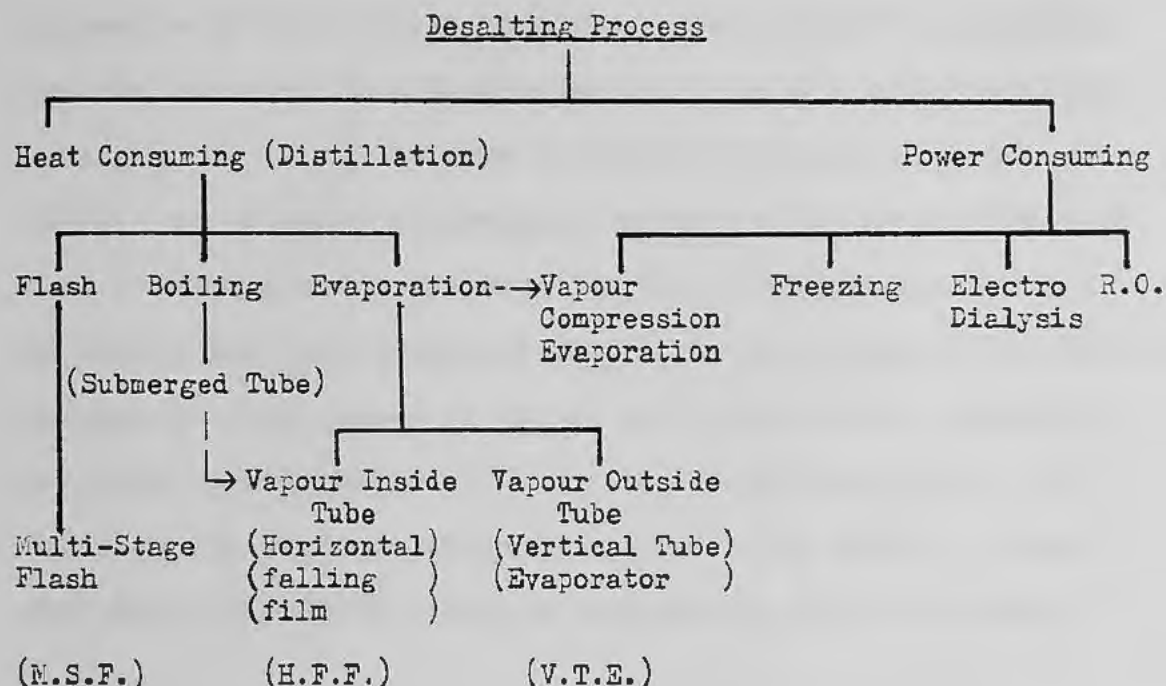 Desalting Process
Heat Consuming (Distillation) Power Consuming
Flash Boiling Evaporation-→Vapour Compression Evaporation Freezing Electro Dialysis R.O.
(Submerged Tube)
Vapour Inside Tube Vapour Outside Tube
Multi-Stage Flash (Horizontal) (falling ) (film ) (Vertical Tube) (Evaporator )
(M.S.F.) (H.F.F.) (V.T.E.)